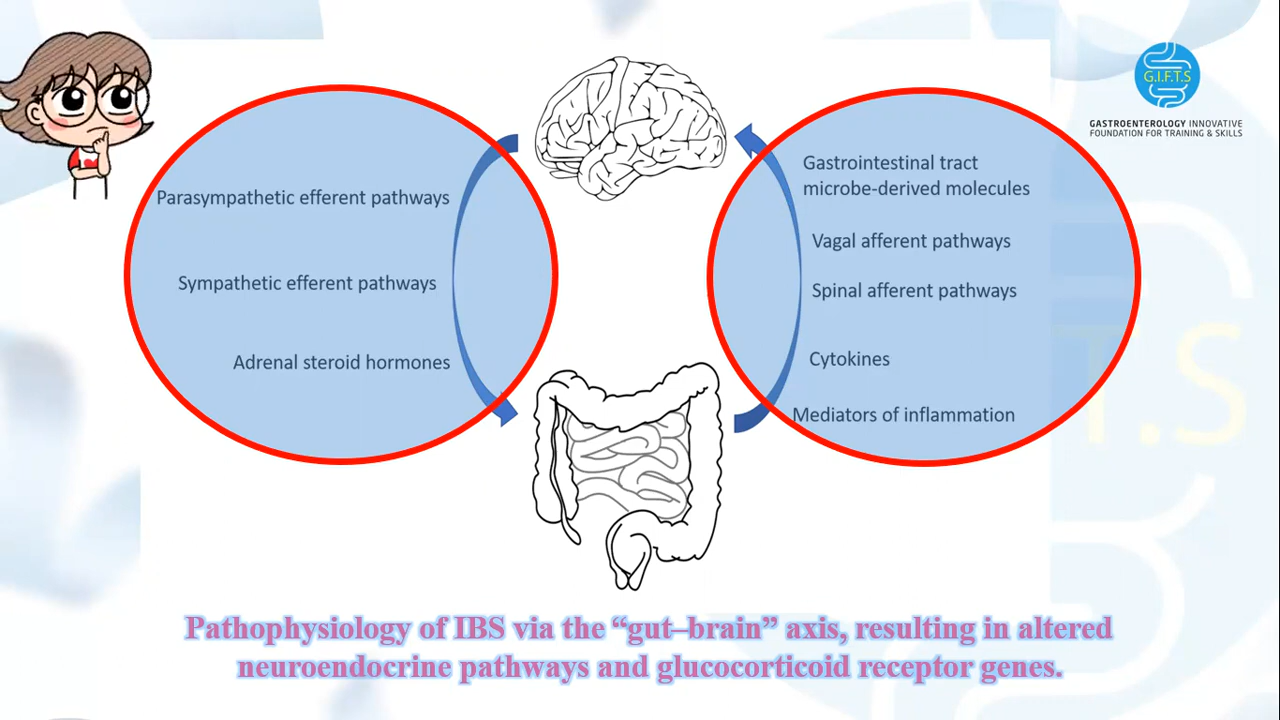 G.I.F.T.S
GASTROENTEROLOGY INNOVATIVE
FOUNDATION FOR TRAINING & SKILLS
Parasympathetic efferent pathways
Sympathetic efferent pathways
Adrenal steroid hormones
Gastrointestinal tract
microbe-derived molecules
Vagal afferent pathways
Spinal afferent pathways
Cytokines
Mediators of inflammation
T.S
Pathophysiology of IBS via the “gut–brain” axis, resulting in altered
neuroendocrine pathways and glucocorticoid receptor genes.